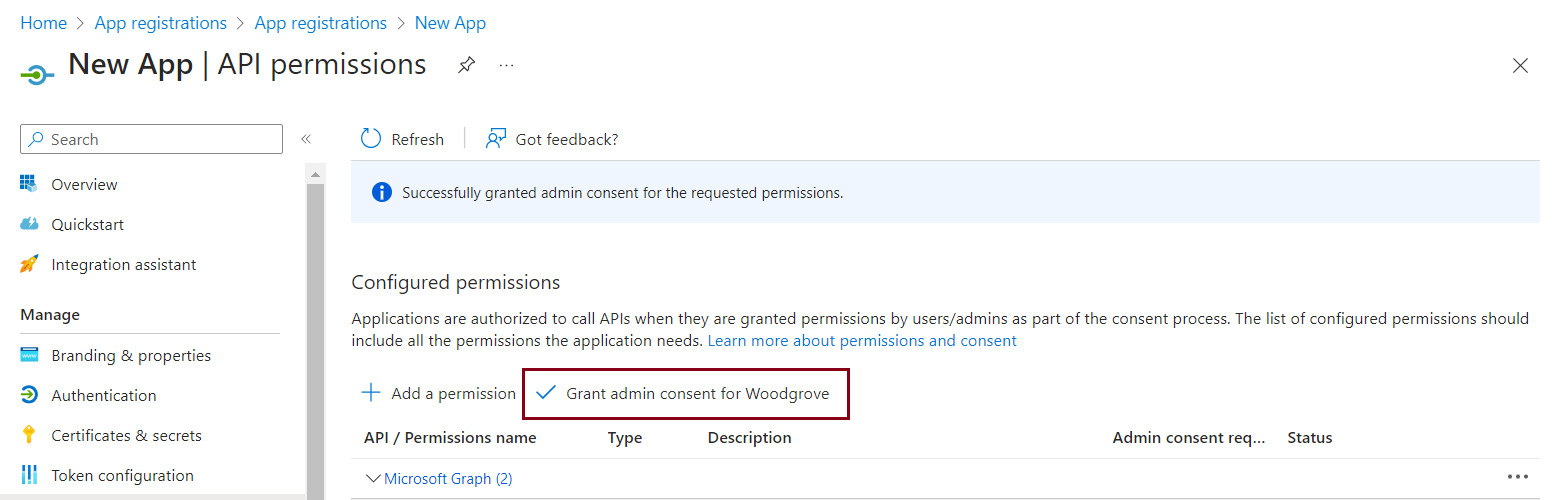 Home > App registrations > App registrations > New App
New App | API permissions
Search
Refresh
Got feedback?
Overview
Quickstart
Integration assistant
Manage
Branding & properties
Authentication
Certificates & secrets
Token configuration
Successfully granted admin consent for the requested permissions.
Configured permissions
Applications are authorized to call APIs when they are granted permissions by users/admins as part of the consent process. The list of configured permissions should
include all the permissions the application needs. Learn more about permissions and consent
Add a permission
Grant admin consent for Woodgrove
API / Permissions name Type Description Admin consent req... Status
Microsoft Graph (2)